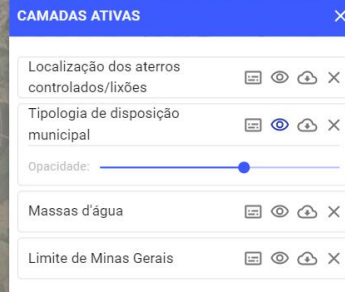 CAMADAS ATIVAS
Localização dos aterros
controlados/lixões
Tipologia de disposição
municipal
Opacidade:
Massas d'água
Limite de Minas Gerais